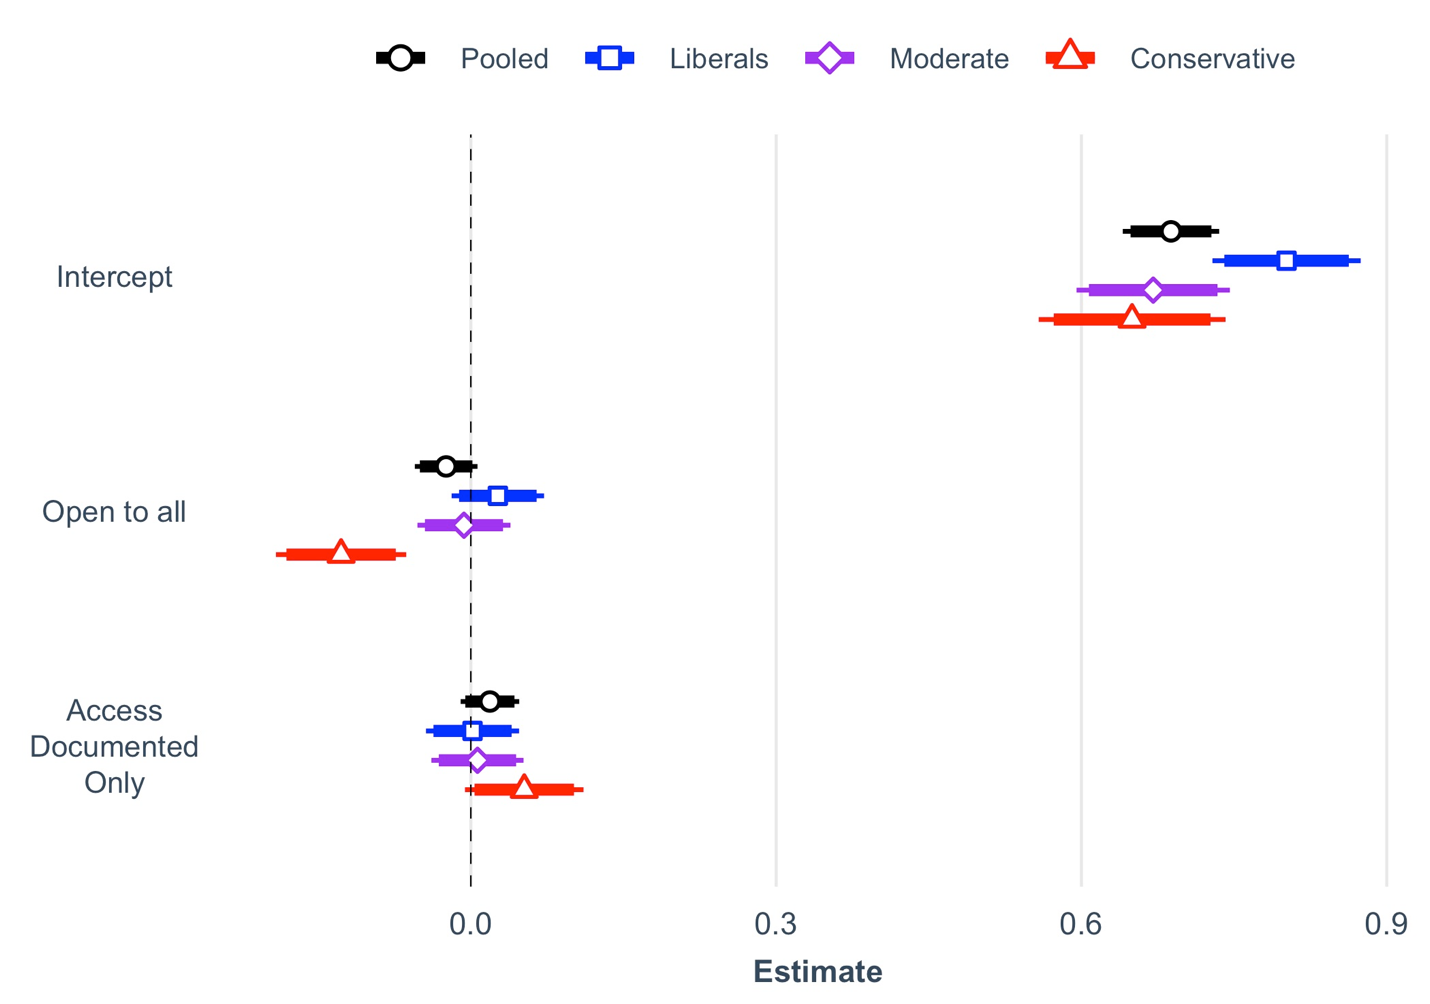 Pooled Liberals Moderate Conservative
Intercept
Open to all
Access
Documented
Only
0.0 0.3 0.6 0.9
Estimate